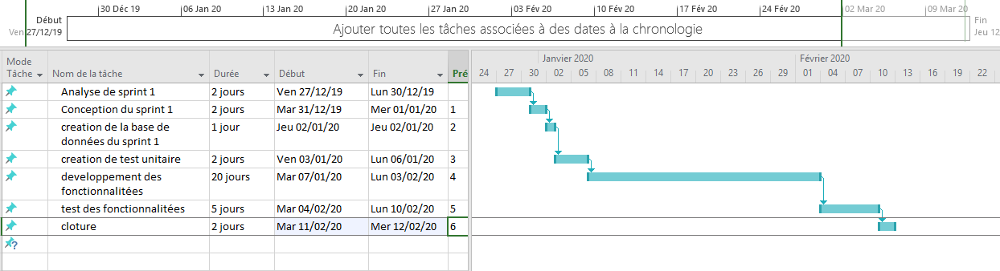 30 Déc 19 06 Jan 20 13 Jan 20 20 Jan 20 27 Jan 20 03 Fév 20 10 Fév 20 17 Fév 20 24 Fév 20 02 Mar 20 09 Mar 20
Début
Ven 27/12/19
Ajouter toutes les tâches associées à des dates à la chronologie
Fin
Jeu 12
Mode Tâche Nom de la tâche Durée Début Fin Pré
Janvier 2020 Février 2020
24 27 30 02 05 08 11 14 17 20 23 26 29 01 04 07 10 13 16 19 22
Analyse de sprint 1 2 jours Ven 27/12/19 Lun 30/12/19
Conception du sprint 1 2 jours Mar 31/12/19 Mer 01/01/20 1
creation de la base de 1 jour Jeu 02/01/20 Jeu 02/01/20 2
données du sprint 1
creation de test unitaire 2 jours Ven 03/01/20 Lun 06/01/20 3
developpement des 20 jours Mar 07/01/20 Lun 03/02/20 4
fonctionnalitées
test des fonctionnalitées 5 jours Mar 04/02/20 Lun 10/02/20 5
cloture 2 jours Mar 11/02/20 Mer 12/02/20 6
?